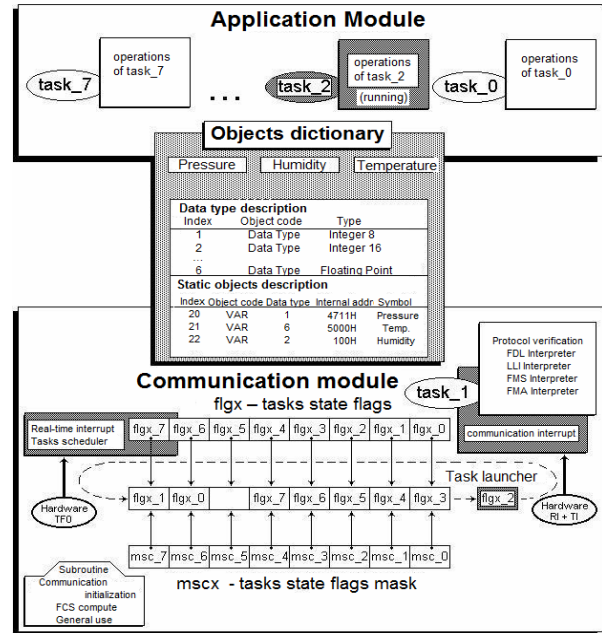 Application Module
operations
of task_7
task_7
...
task_2
operations
of task_2
(running)
task_0
operations
of task_0
Objects dictionary
Pressure Humidity Temperature
Data type description
Index Object code Type
1 Data Type Integer 8
2 Data Type Integer 16
...
6 Data Type Floating Point
Static objects description
Index Object code Data type Internal addr Symbol
20 VAR 1 4711H Pressure
21 VAR 6 5000H Temp.
22 VAR 2 100H Humidity
Communication module
flgx – tasks state flags
task_1
Protocol verification
FDL Interpreter
LLI Interpreter
FMS Interpreter
FMA Interpreter
communication interrupt
Real-time interrupt
Tasks scheduler
flgx_7 flgx_6 flgx_5 flgx_4 flgx_3 flgx_2 flgx_1 flgx_0
Task launcher
flgx_1 flgx_0 flgx_7 flgx_6 flgx_5 flgx_4 flgx_3 flgx_2
Hardware
TF0
Hardware
RI + TI
msc_7 msc_6 msc_5 msc_4 msc_3 msc_2 msc_1 msc_0
mscx - tasks state flags mask
Subroutine
Communication
initialization
FCS compute
General use